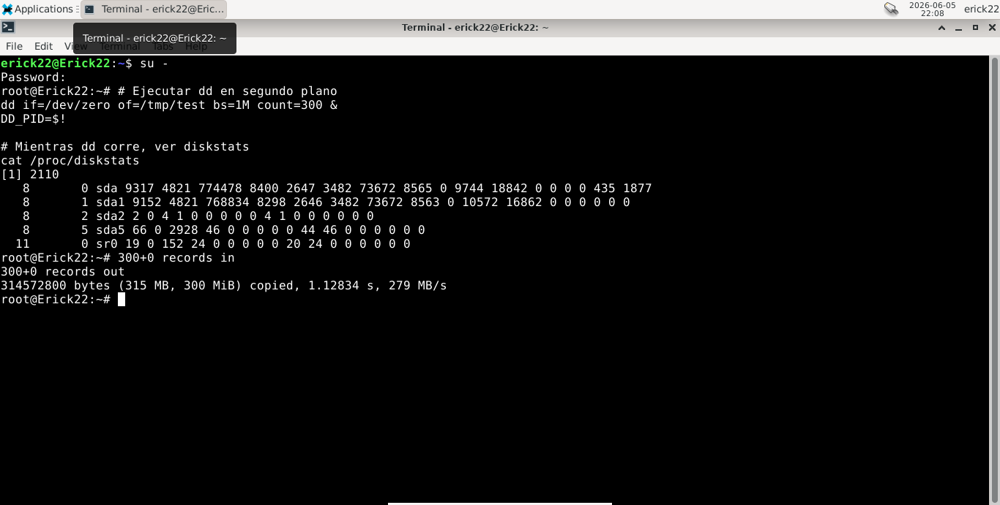 Applications
Terminal - erick22@Eric...
2026-06-05
22:08
erick22
Terminal - erick22@Erick22: ~
Terminal - erick22@Erick22: ~
File Edit View Terminal Tabs Help
erick22@Erick22:~$ su -
Password:
root@Erick22:~# # Ejecutar dd en segundo plano
dd if=/dev/zero of=/tmp/test bs=1M count=300 &
DD_PID=$!
# Mientras dd corre, ver diskstats
cat /proc/diskstats
[1] 2110
   8       0 sda 9317 4821 774478 8400 2647 3482 73672 8565 0 9744 18842 0 0 0 0 435 1877
   8       1 sda1 9152 4821 768834 8298 2646 3482 73672 8563 0 10572 16862 0 0 0 0 0 0
   8       2 sda2 2 0 4 1 0 0 0 0 0 4 1 0 0 0 0 0 0
   8       5 sda5 66 0 2928 46 0 0 0 0 0 44 46 0 0 0 0 0 0
  11       0 sr0 19 0 152 24 0 0 0 0 0 20 24 0 0 0 0 0 0
root@Erick22:~# 300+0 records in
300+0 records out
314572800 bytes (315 MB, 300 MiB) copied, 1.12834 s, 279 MB/s
root@Erick22:~#